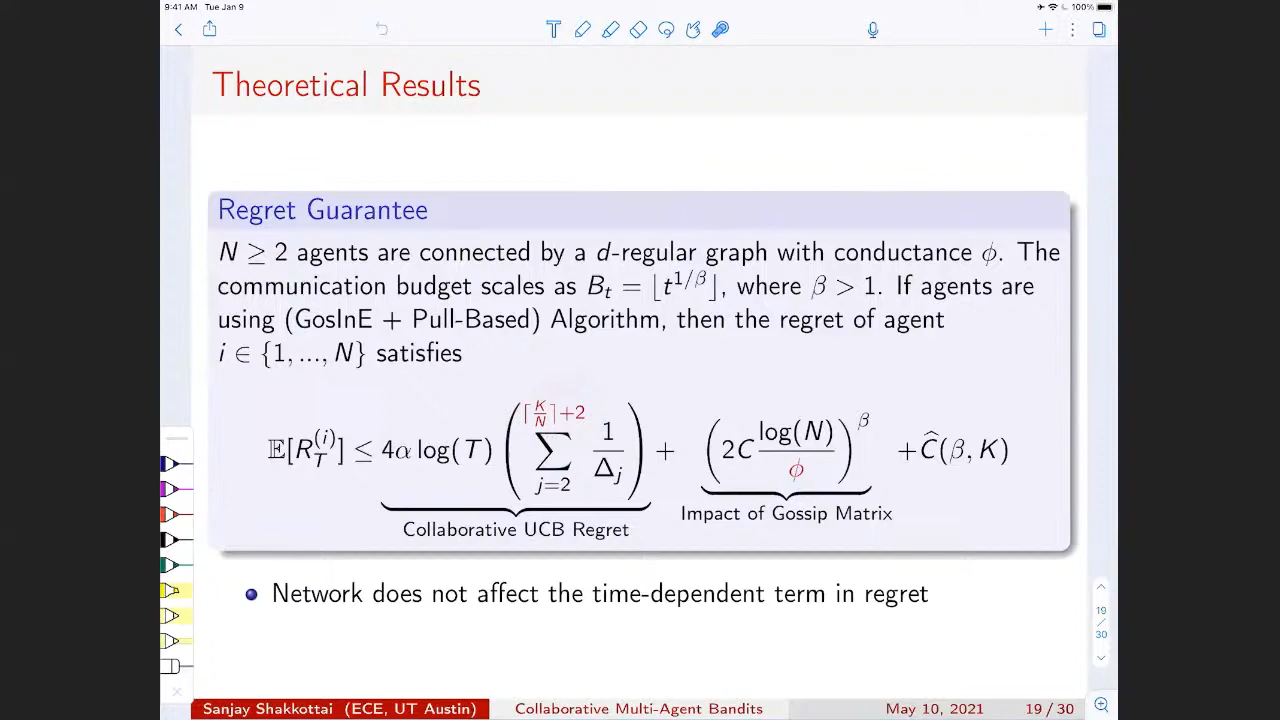 9:41 AM Tue Jan 9
100%
Theoretical Results
Regret Guarantee
N ≥ 2 agents are connected by a d-regular graph with conductance ϕ. The
communication budget scales as B_t = ⌊t^{1/β}⌋, where β > 1. If agents are
using (GosInE + Pull-Based) Algorithm, then the regret of agent
i ∈ {1, ..., N} satisfies
𝔼[R_T^{(i)}] ≤ 4α log(T) ( ∑_{j=2}^{⌈K/N⌉+2} 1/Δ_j ) + ( 2C log(N)/ϕ )^β + Ĉ(β, K)
Collaborative UCB Regret
Impact of Gossip Matrix
Network does not affect the time-dependent term in regret
19
/
30
Sanjay Shakkottai (ECE, UT Austin) Collaborative Multi-Agent Bandits May 10, 2021 19 / 30